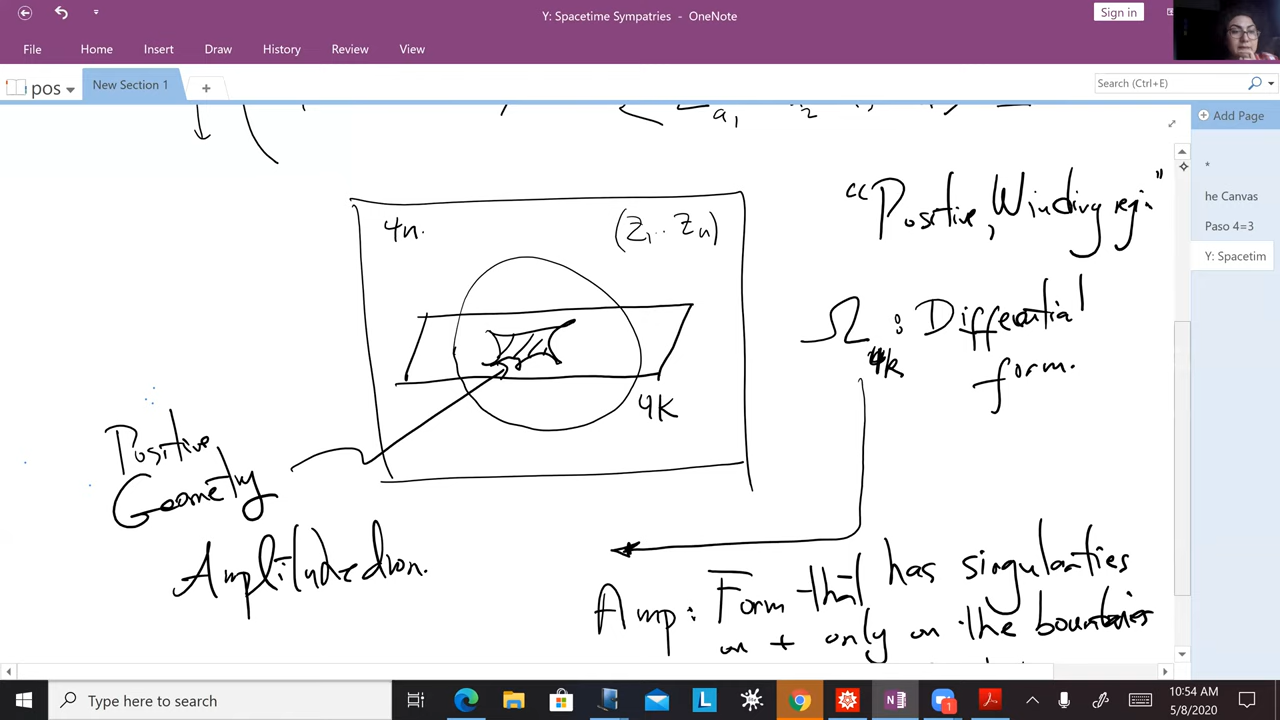 Y: Spacetime Sympatries - OneNote
Sign in
File Home Insert Draw History Review View
pos
New Section 1
+
Search (Ctrl+E)
Add Page
*
he Canvas
Paso 4=3
Y: Spacetim
"Positive, Winding regi"
4n.
(Z1.. Zn)
Ω4k : Differential
form.
4K
Positive
Geometry
Amplituhedron.
Amp: Form that has singularities
on + only on the boundaries
Type here to search
10:54 AM
5/8/2020